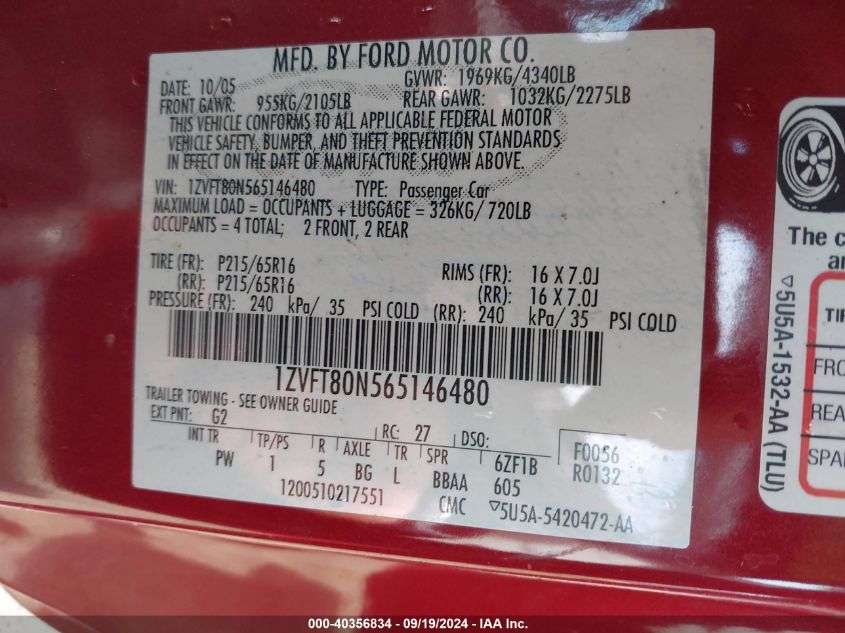 MFD. BY FORD MOTOR CO.
DATE: 10/05
GVWR: 1969KG/4340LB
FRONT GAWR: 955KG/2105LB
REAR GAWR: 1032KG/2275LB
THIS VEHICLE CONFORMS TO ALL APPLICABLE FEDERAL MOTOR
VEHICLE SAFETY, BUMPER, AND THEFT PREVENTION STANDARDS
IN EFFECT ON THE DATE OF MANUFACTURE SHOWN ABOVE.
VIN: 1ZVFT80N565146480 TYPE: Passenger Car
MAXIMUM LOAD = OCCUPANTS + LUGGAGE = 326KG/720LB
OCCUPANTS = 4 TOTAL; 2 FRONT, 2 REAR
TIRE (FR): P215/65R16 RIMS (FR): 16 X 7.0J
(RR): P215/65R16 (RR): 16 X 7.0J
PRESSURE (FR): 240 kPa/ 35 PSI COLD (RR): 240 kPa/ 35 PSI COLD
1ZVFT80N565146480
TRAILER TOWING - SEE OWNER GUIDE
EXT PNT: G2 RC: 27 DSO:
INT TR TP/PS R AXLE TR SPR 6ZF1B F0056
PW 1 5 BG L BBAA 605 R0132
1200510217551 CMC ▽5U5A-5420472-AA
▽5U5A-1532-AA (TLU)
The c
an
TIR
FRO
REA
SPA
000-40356834 - 09/19/2024 - IAA Inc.